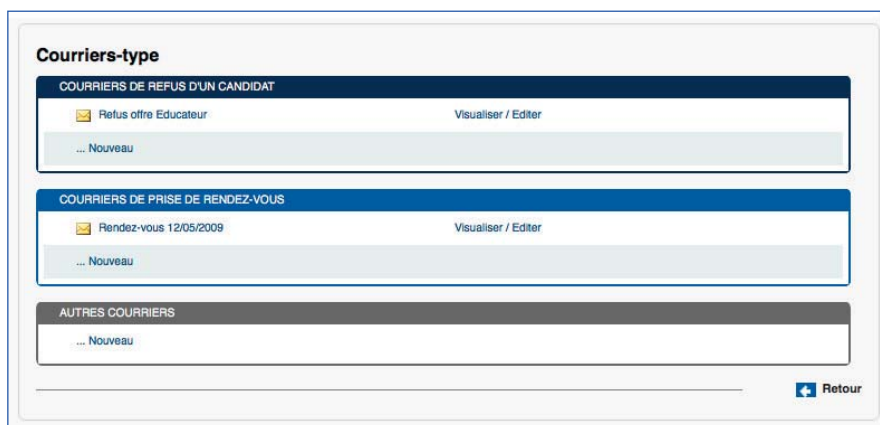 Courriers-type
COURRIERS DE REFUS D'UN CANDIDAT
Refus offre Educateur Visualiser / Editer
... Nouveau
COURRIERS DE PRISE DE RENDEZ-VOUS
Rendez-vous 12/05/2009 Visualiser / Editer
... Nouveau
AUTRES COURRIERS
... Nouveau
Retour